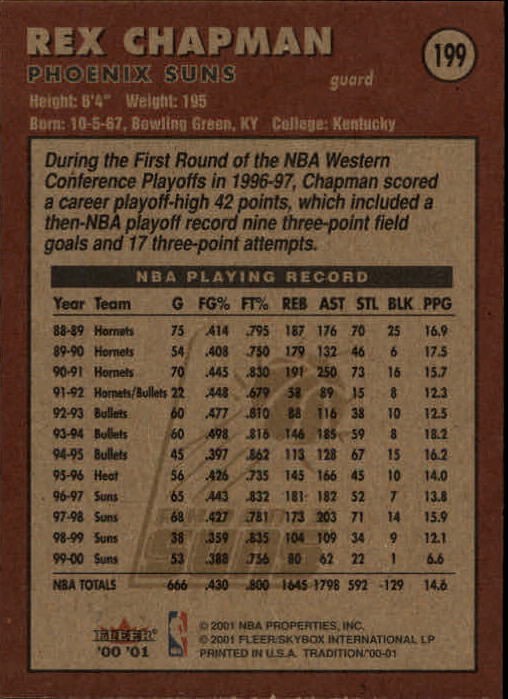 REX CHAPMAN
199
PHOENIX SUNS
guard
Height: 6'4" Weight: 195
Born: 10-5-67, Bowling Green, KY College: Kentucky
During the First Round of the NBA Western
Conference Playoffs in 1996-97, Chapman scored
a career playoff-high 42 points, which included a
then-NBA playoff record nine three-point field
goals and 17 three-point attempts.
NBA PLAYING RECORD
Year Team G FG% FT% REB AST STL BLK PPG
88-89 Hornets 75 .414 .795 187 176 70 25 16.9
89-90 Hornets 54 .408 .750 179 132 46 6 17.5
90-91 Hornets 70 .445 .830 191 250 73 16 15.7
91-92 Hornets/Bullets 22 .448 .679 58 89 15 8 12.3
92-93 Bullets 60 .477 .810 88 116 38 10 12.5
93-94 Bullets 60 .498 .816 146 185 59 8 18.2
94-95 Bullets 45 .397 .862 113 128 67 15 16.2
95-96 Heat 56 .426 .735 145 166 45 10 14.0
96-97 Suns 65 .443 .832 181 182 52 7 13.8
97-98 Suns 68 .427 .781 173 203 71 14 15.9
98-99 Suns 38 .359 .835 104 109 34 9 12.1
99-00 Suns 53 .388 .756 80 62 22 1 6.6
NBA TOTALS 666 .430 .800 1645 1798 592 -129 14.6
FLEER
'00 '01
© 2001 NBA PROPERTIES, INC.
© 2001 FLEER/SKYBOX INTERNATIONAL LP
PRINTED IN U.S.A. TRADITION/'00-01